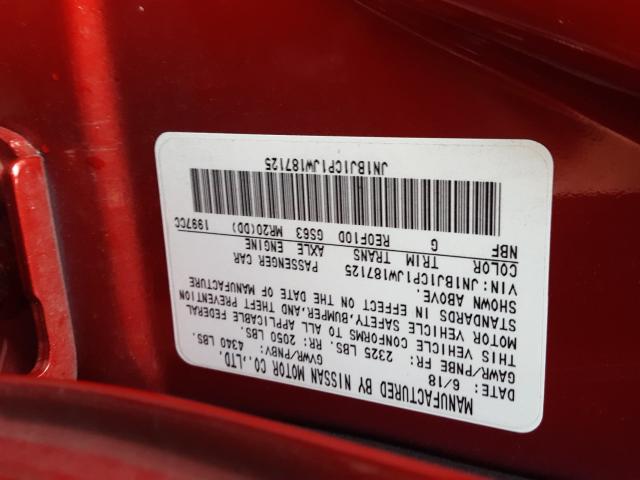 MANUFACTURED BY NISSAN MOTOR CO.,LTD.
DATE: 6/18 GVWR/PNBV: 4340 LBS.
GAWR/PNBE FR: 2325 LBS. RR: 2050 LBS.
THIS VEHICLE CONFORMS TO ALL APPLICABLE FEDERAL
MOTOR VEHICLE SAFETY,BUMPER,AND THEFT PREVENTION
STANDARDS IN EFFECT ON THE DATE OF MANUFACTURE
SHOWN ABOVE.
VIN: JN1BJ1CP1JW187125 PASSENGER CAR
COLOR TRIM TRANS AXLE ENGINE
NBF G RE0F10D GS63 MR20(DD) 1997CC
JN1BJ1CP1JW187125